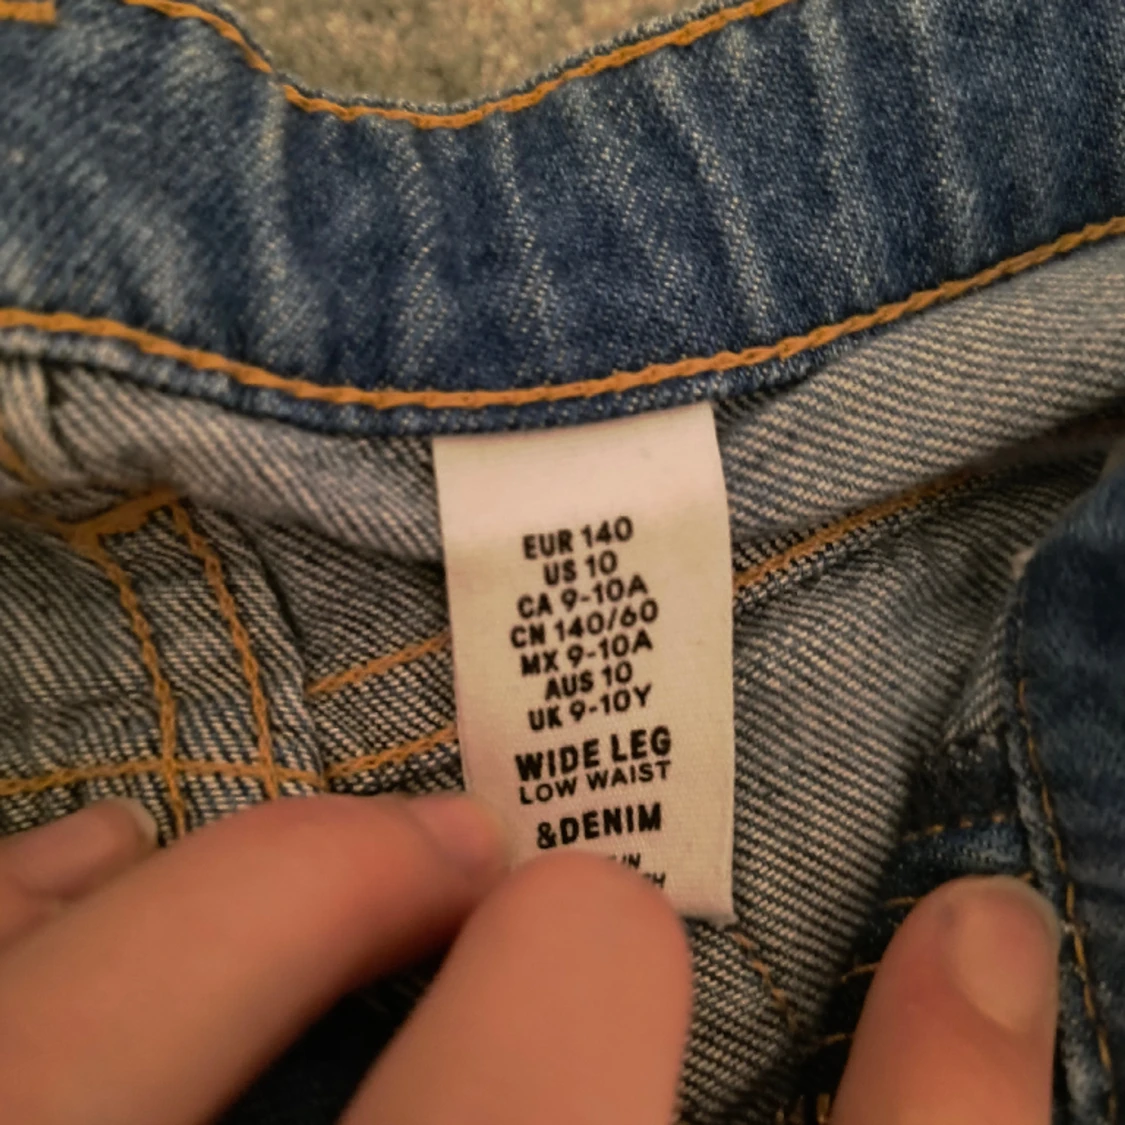 EUR 140
US 10
CA 9-10A
CN 140/60
MX 9-10A
AUS 10
UK 9-10Y
WIDE LEG
LOW WAIST
&DENIM